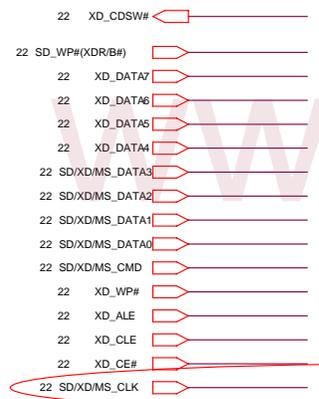 22 XD_CDSW#
22 SD_WP#(XDR/B#)
22 XD_DATA7
22 XD_DATA6
22 XD_DATA5
22 XD_DATA4
22 SD/XD/MS_DATA3
22 SD/XD/MS_DATA2
22 SD/XD/MS_DATA1
22 SD/XD/MS_DATA0
22 SD/XD/MS_CMD
22 XD_WP#
22 XD_ALE
22 XD_CLE
22 XD_CE#
22 SD/XD/MS_CLK